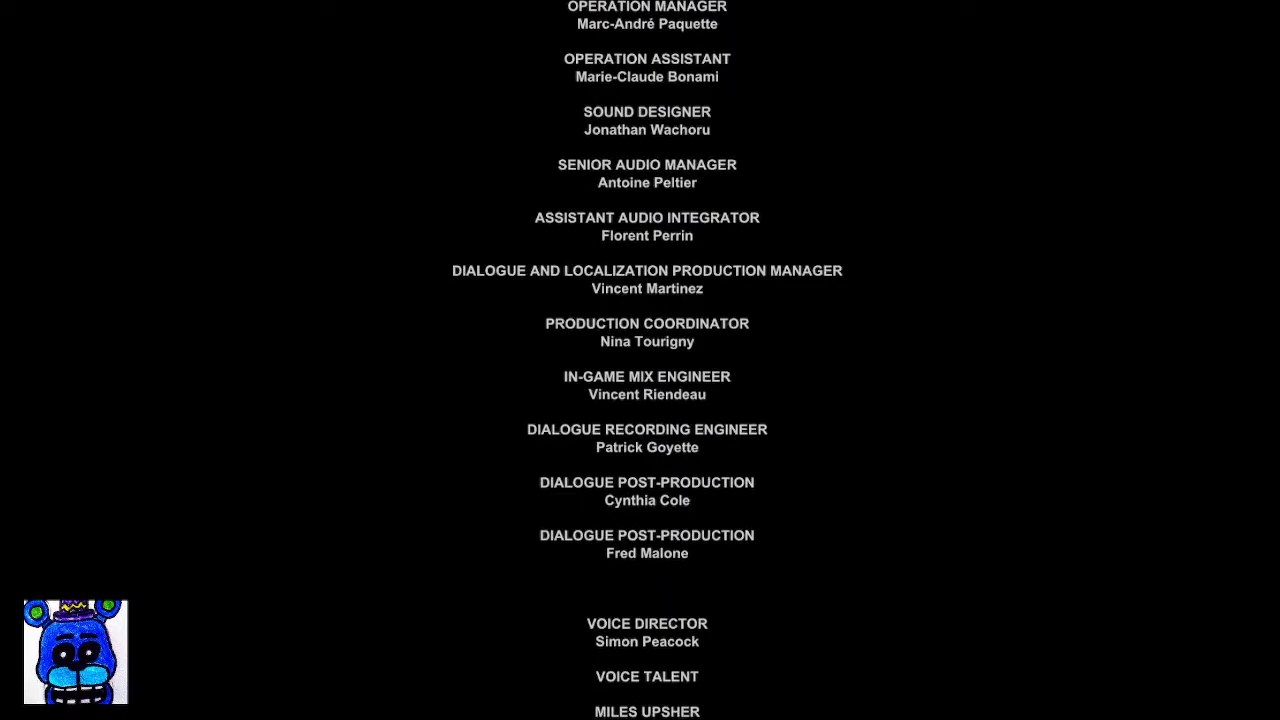 OPERATION MANAGER
Marc-André Paquette
OPERATION ASSISTANT
Marie-Claude Bonami
SOUND DESIGNER
Jonathan Wachoru
SENIOR AUDIO MANAGER
Antoine Peltier
ASSISTANT AUDIO INTEGRATOR
Florent Perrin
DIALOGUE AND LOCALIZATION PRODUCTION MANAGER
Vincent Martinez
PRODUCTION COORDINATOR
Nina Tourigny
IN-GAME MIX ENGINEER
Vincent Riendeau
DIALOGUE RECORDING ENGINEER
Patrick Goyette
DIALOGUE POST-PRODUCTION
Cynthia Cole
DIALOGUE POST-PRODUCTION
Fred Malone
VOICE DIRECTOR
Simon Peacock
VOICE TALENT
MILES UPSHER